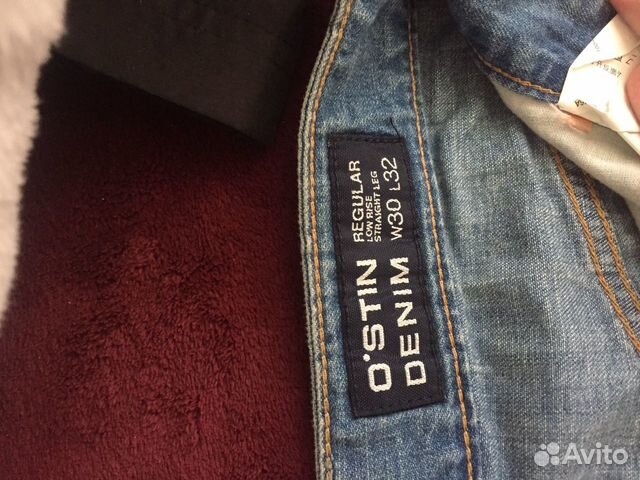 O'STIN
DENIM
REGULAR
LOW RISE
STRAIGHT LEG
W30 L32
Avito